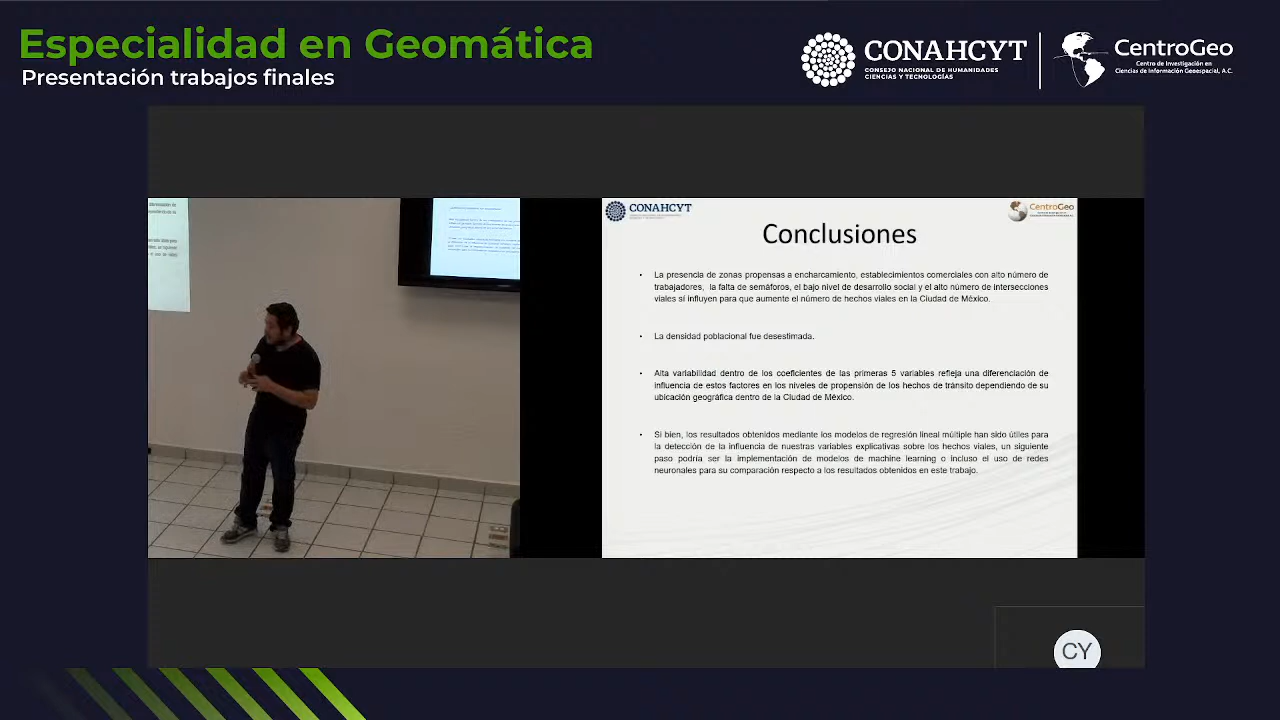 Especialidad en Geomática
Presentación trabajos finales
CONAHCYT
CONSEJO NACIONAL DE HUMANIDADES
CIENCIAS Y TECNOLOGÍAS
CentroGeo
Centro de Investigación en
Ciencias de Información Geoespacial, A.C.
CONAHCYT
CentroGeo
Conclusiones
• La presencia de zonas propensas a encharcamiento, establecimientos comerciales con alto número de
trabajadores, la falta de semáforos, el bajo nivel de desarrollo social y el alto número de intersecciones
viales sí influyen para que aumente el número de hechos viales en la Ciudad de México.
• La densidad poblacional fue desestimada.
• Alta variabilidad dentro de los coeficientes de las primeras 5 variables refleja una diferenciación de
influencia de estos factores en los niveles de propensión de los hechos de tránsito dependiendo de su
ubicación geográfica dentro de la Ciudad de México.
• Si bien, los resultados obtenidos mediante los modelos de regresión lineal múltiple han sido útiles para
la detección de la influencia de nuestras variables explicativas sobre los hechos viales, un siguiente
paso podría ser la implementación de modelos de machine learning o incluso el uso de redes
neuronales para su comparación respecto a los resultados obtenidos en este trabajo.
CY